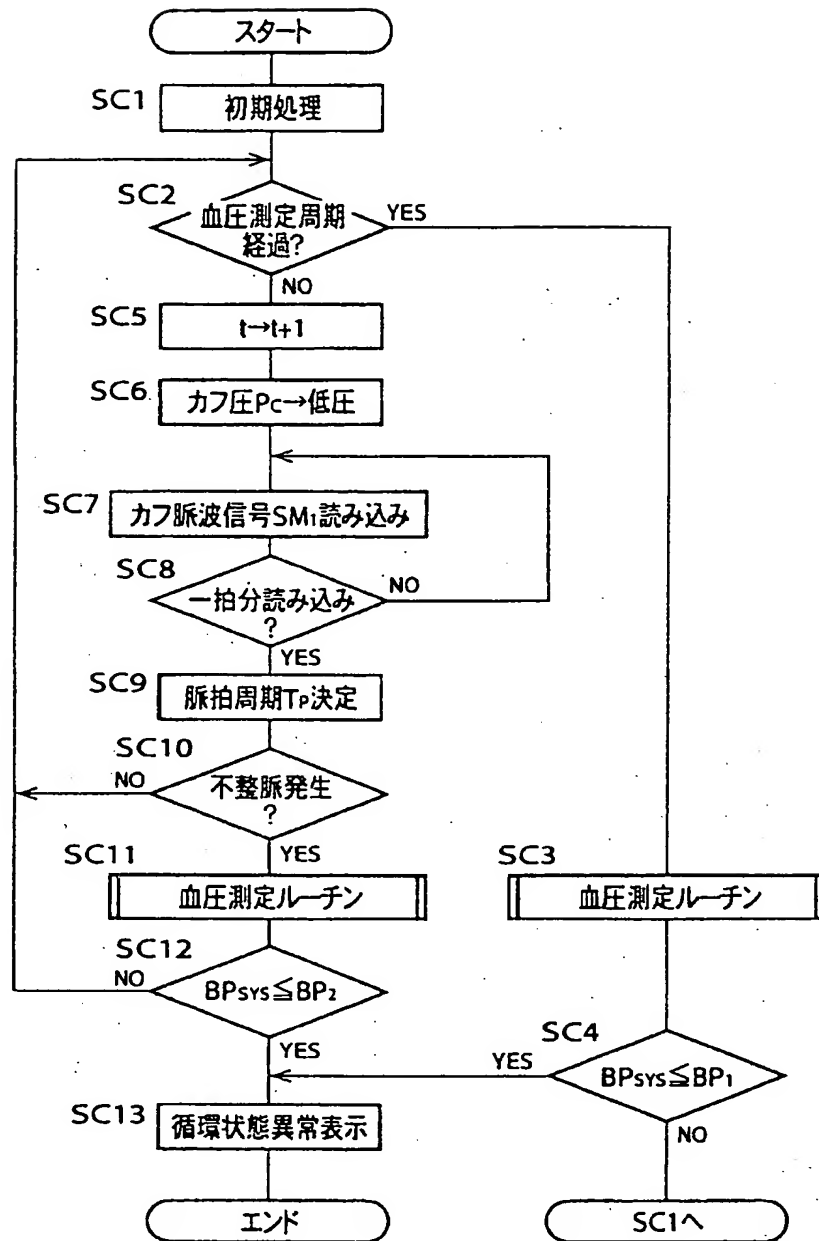 スタート
SC1
初期処理
SC2
血圧測定周期
経過?
YES
NO
SC5
t→t+1
SC6
カフ圧Pc→低圧
SC7
カフ脈波信号SM1読み込み
SC8
一拍分読み込み
?
NO
YES
SC9
脈拍周期TP決定
SC10
不整脈発生
?
NO
YES
SC11
血圧測定ルーチン
SC3
血圧測定ルーチン
SC12
BPSYS≦BP2
NO
YES
SC4
BPSYS≦BP1
YES
NO
SC13
循環状態異常表示
エンド
SC1へ